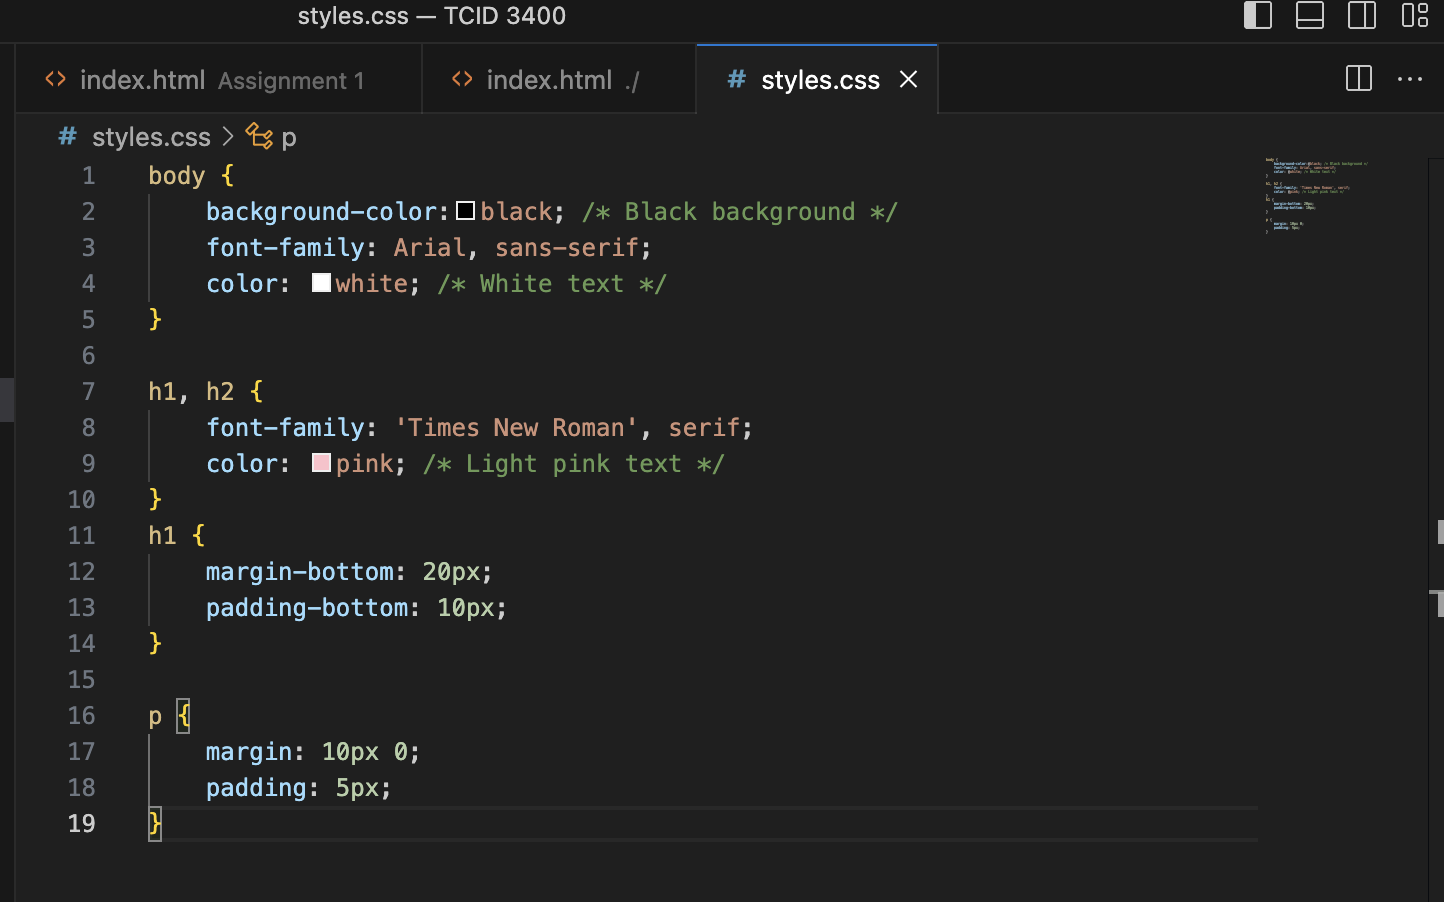 styles.css — TCID 3400
index.html Assignment 1 index.html ./ # styles.css
# styles.css > p
1 body {
2     background-color: black; /* Black background */
3     font-family: Arial, sans-serif;
4     color: white; /* White text */
5 }
6
7 h1, h2 {
8     font-family: 'Times New Roman', serif;
9     color: pink; /* Light pink text */
10 }
11 h1 {
12     margin-bottom: 20px;
13     padding-bottom: 10px;
14 }
15
16 p {
17     margin: 10px 0;
18     padding: 5px;
19 }